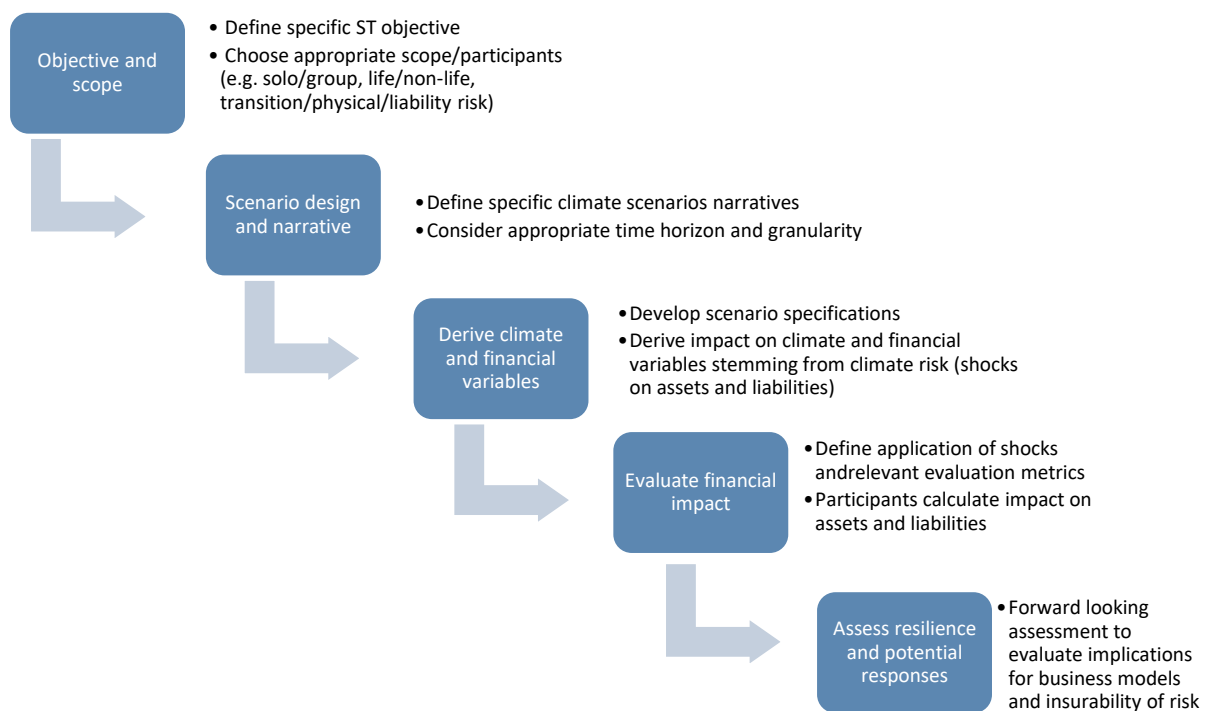 Objective and
scope
• Define specific ST objective
• Choose appropriate scope/participants
(e.g. solo/group, life/non-life,
transition/physical/liability risk)
Scenario design
and narrative
• Define specific climate scenarios narratives
• Consider appropriate time horizon and granularity
Derive climate
and financial
variables
• Develop scenario specifications
• Derive impact on climate and financial
variables stemming from climate risk (shocks
on assets and liabilities)
Evaluate financial
impact
• Define application of shocks
andrelevant evaluation metrics
• Participants calculate impact on
assets and liabilities
Assess resilience
and potential
responses
• Forward looking
assessment to
evaluate implications
for business models
and insurability of risk